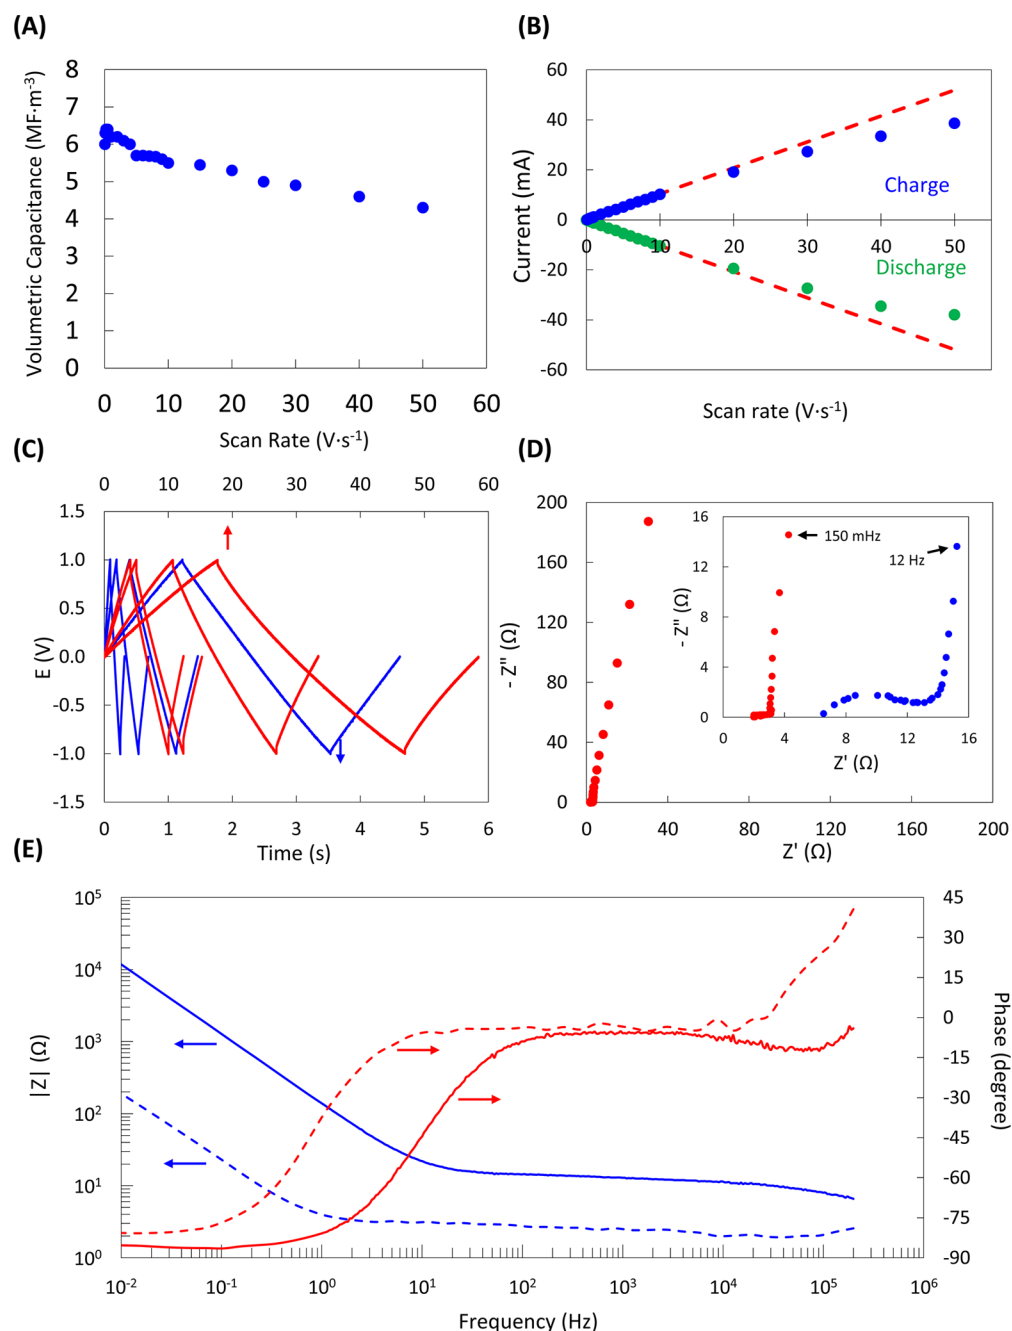 (A)
(B)
Volumetric Capacitance (MF·m⁻³)
8
7
6
5
4
3
2
1
0
0 10 20 30 40 50 60
Scan Rate (V·s⁻¹)
Current (mA)
60
40
20
0
-20
-40
-60
0 10 20 30 40 50
Charge
Discharge
Scan rate (V·s⁻¹)
(C)
(D)
0 10 20 30 40 50 60
E (V)
1.5
1.0
0.5
0.0
-0.5
-1.0
-1.5
0 1 2 3 4 5 6
Time (s)
- Z" (Ω)
200
160
120
80
40
0
0 40 80 120 160 200
Z' (Ω)
- Z" (Ω)
16
12
8
4
0
0 4 8 12 16
Z' (Ω)
150 mHz
12 Hz
(E)
|Z| (Ω)
10⁵
10⁴
10³
10²
10¹
10⁰
10⁻² 10⁻¹ 10⁰ 10¹ 10² 10³ 10⁴ 10⁵ 10⁶
Frequency (Hz)
45
30
15
0
-15
-30
-45
-60
-75
-90
Phase (degree)